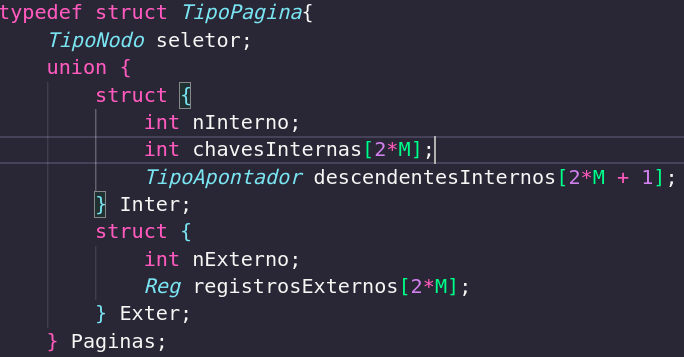 typedef struct TipoPagina{
    TipoNodo seletor;
    union {
        struct {
            int nInterno;
            int chavesInternas[2*M];
            TipoApontador descendentesInternos[2*M + 1];
        } Inter;
        struct {
            int nExterno;
            Reg registrosExternos[2*M];
        } Exter;
    } Paginas;